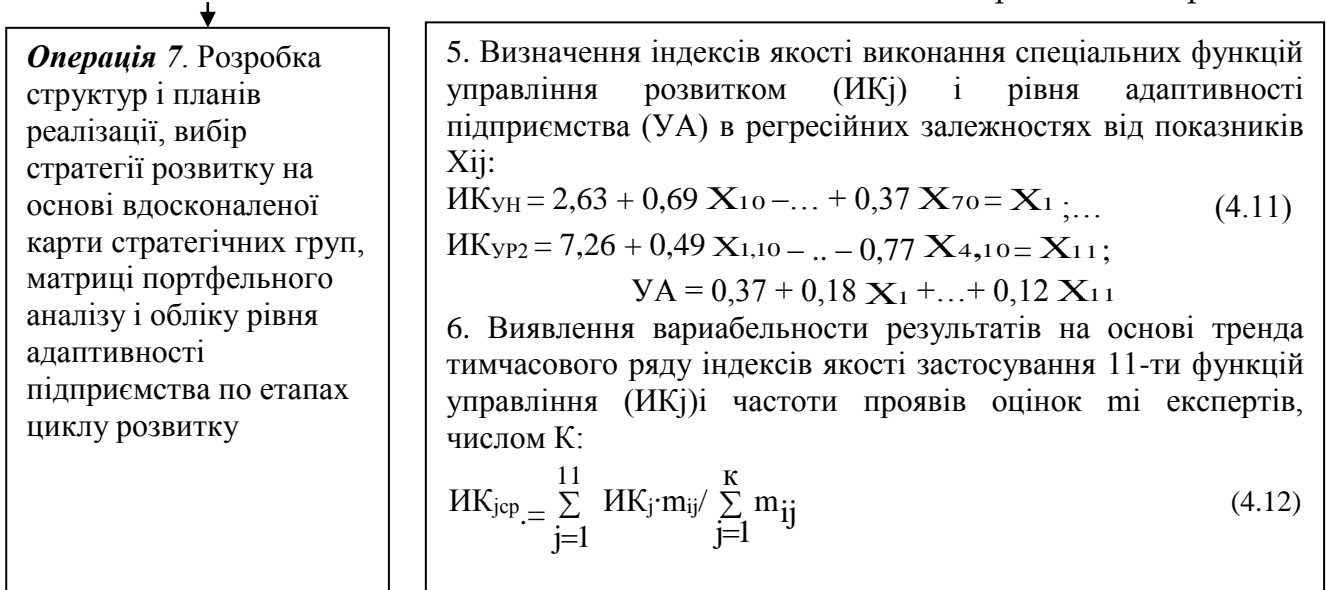 Операція 7. Розробка
структур і планів
реалізації, вибір
стратегії розвитку на
основі вдосконаленої
карти стратегічних груп,
матриці портфельного
аналізу і обліку рівня
адаптивності
підприємства по етапах
циклу розвитку
5. Визначення індексів якості виконання спеціальних функцій
управління розвитком (ИКj) і рівня адаптивності
підприємства (УА) в регресійних залежностях від показників
Xij:
ИКУН = 2,63 + 0,69 X10 –... + 0,37 X70 = X1 ;... (4.11)
ИКУР2 = 7,26 + 0,49 X1,10 – .. – 0,77 X4,10 = X11;
УА = 0,37 + 0,18 X1 +...+ 0,12 X11
6. Виявлення вариабельности результатів на основі тренда
тимчасового ряду індексів якості застосування 11-ти функцій
управління (ИКj)і частоти проявів оцінок mi експертів,
числом К:
ИКjср.= 11 ∑ j=1 ИКj·mij/ К ∑ j=1 mij (4.12)